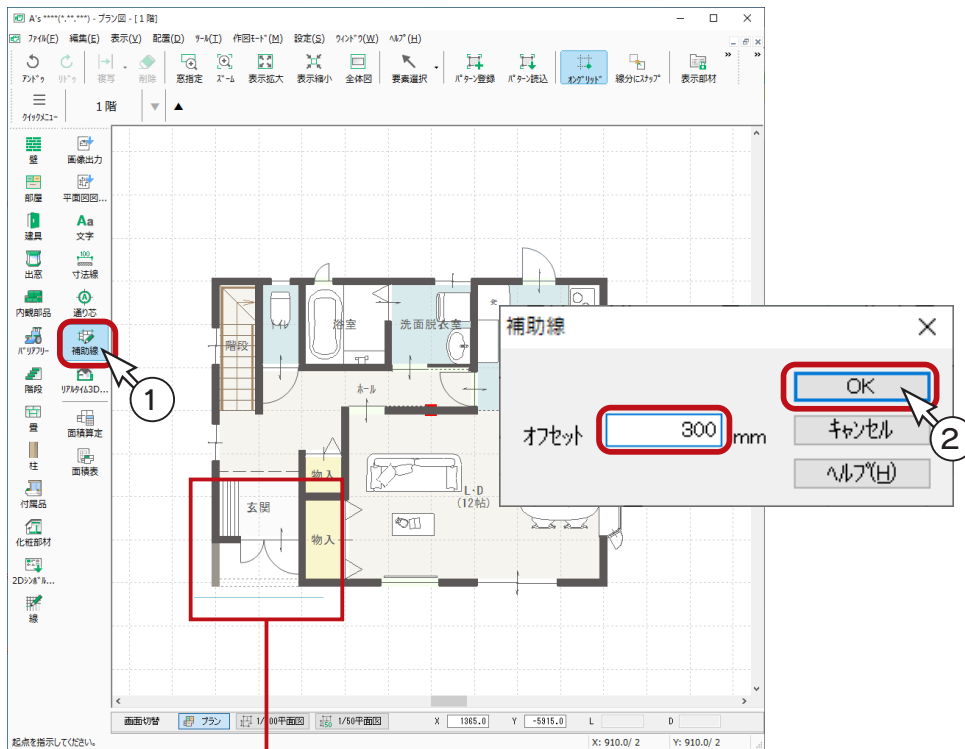 A's ****(*.**.***) - プラン図 - [1 階]
ﾌｧｲﾙ(F) 編集(E) 表示(V) 配置(D) ﾂｰﾙ(T) 作図ﾓｰﾄﾞ(M) 設定(S) ｳｨﾝﾄﾞｳ(W) ﾍﾙﾌﾟ(H)
ｱﾝﾄﾞｩ ﾘﾄﾞｩ 複写 削除 窓指定 ｽﾞｰﾑ 表示拡大 表示縮小 全体図 要素選択 ﾊﾟﾀｰﾝ登録 ﾊﾟﾀｰﾝ読込 ｵﾝｸﾞﾘｯﾄﾞ 線分にｽﾅｯﾌﾟ 表示部材
ｸｲｯｸﾒﾆｭｰ 1 階
壁 画像出力
部屋 平面図図...
建具 Aa 文字
出窓 100 寸法線
内観部品 通り芯
ﾊﾞﾘｱﾌﾘｰ 補助線
階段 ﾘｱﾙﾀｲﾑ3D...
畳 面積算定
柱 面積表
付属品
化粧部材
2Dｼﾝﾎﾞﾙ...
線
1
階段
ﾄｲﾚ
浴室
洗面脱衣室
ﾎｰﾙ
物入
玄関
物入
L・D
(12帖)
補助線
オフセット 300 mm
OK
キャンセル
ヘルプ(H)
2
画面切替 プラン 1/100平面図 50 1/50平面図 X 1365.0 Y -5915.0 L D
起点を指示してください。 X: 910.0/ 2 Y: 910.0/ 2